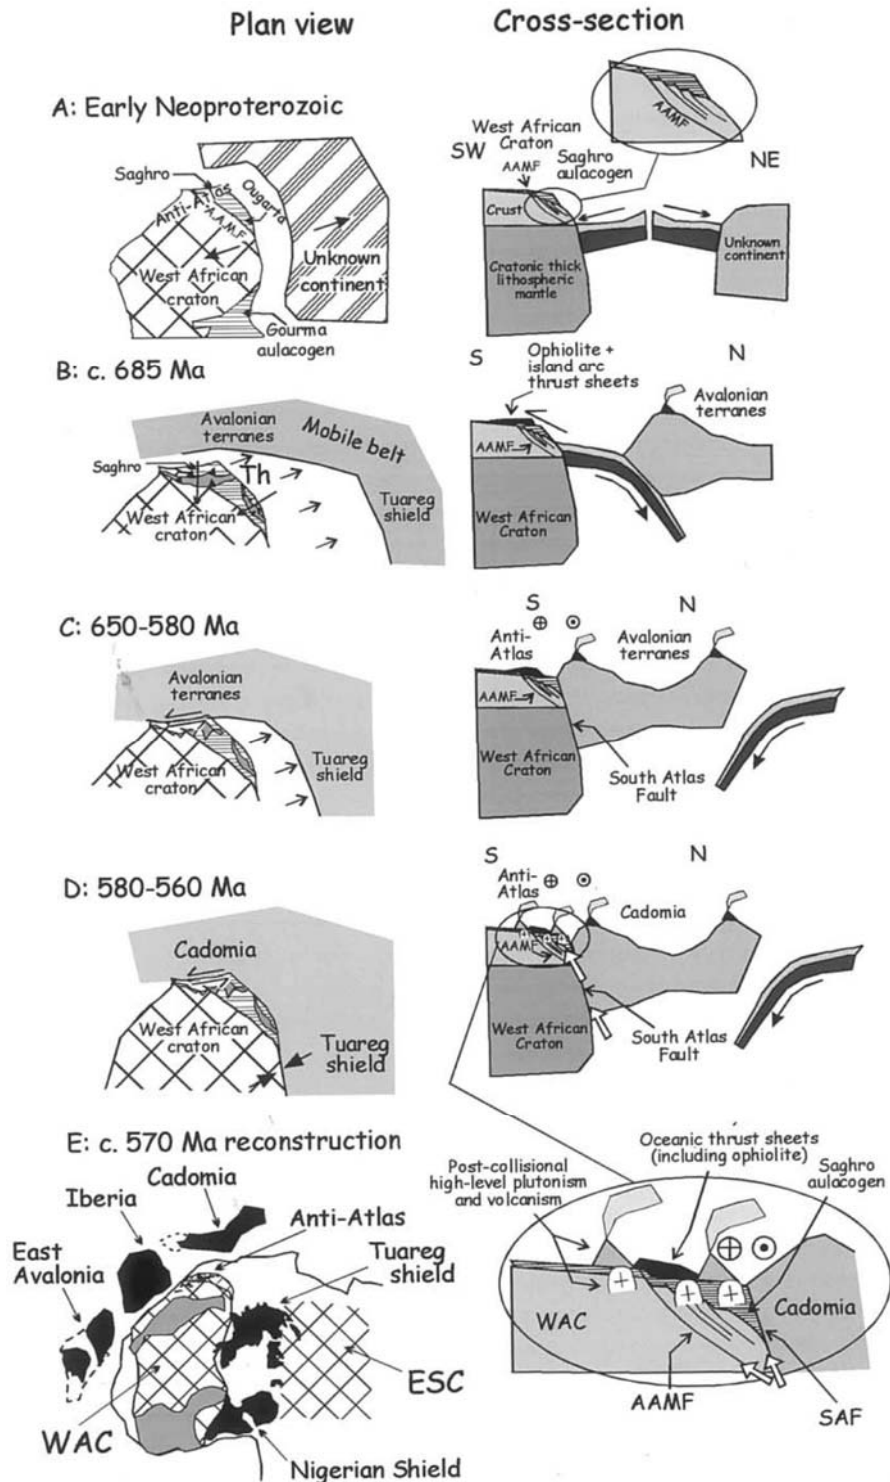 Plan view
Cross-section
A: Early Neoproterozoic
Saghro
Anti-Atlas
A.A.M.F
Ougarta
West African
craton
Unknown
continent
Gourma
aulacogen
West African
Craton
SW
AAMF
Saghro
aulacogen
NE
AAMF
Crust
Cratonic thick
lithospheric
mantle
Unknown
continent
B: c. 685 Ma
Avalonian
terranes
Mobile belt
Saghro
Th
West African
craton
Tuareg
shield
S
Ophiolite +
island arc
thrust sheets
N
Avalonian
terranes
AAMF
West African
Craton
C: 650-580 Ma
Avalonian
terranes
West African
craton
Tuareg
shield
S
N
Anti-
Atlas
Avalonian
terranes
AAMF
West African
Craton
South Atlas
Fault
D: 580-560 Ma
Cadomia
West African
craton
Tuareg
shield
S
N
Anti-
Atlas
Cadomia
AAMF
West African
Craton
South Atlas
Fault
E: c. 570 Ma reconstruction
Cadomia
Iberia
Anti-Atlas
East
Avalonia
Tuareg
shield
ESC
WAC
Nigerian Shield
Oceanic thrust sheets
(including ophiolite)
Post-collisional
high-level plutonism
and volcanism
Saghro
aulacogen
WAC
Cadomia
AAMF
SAF